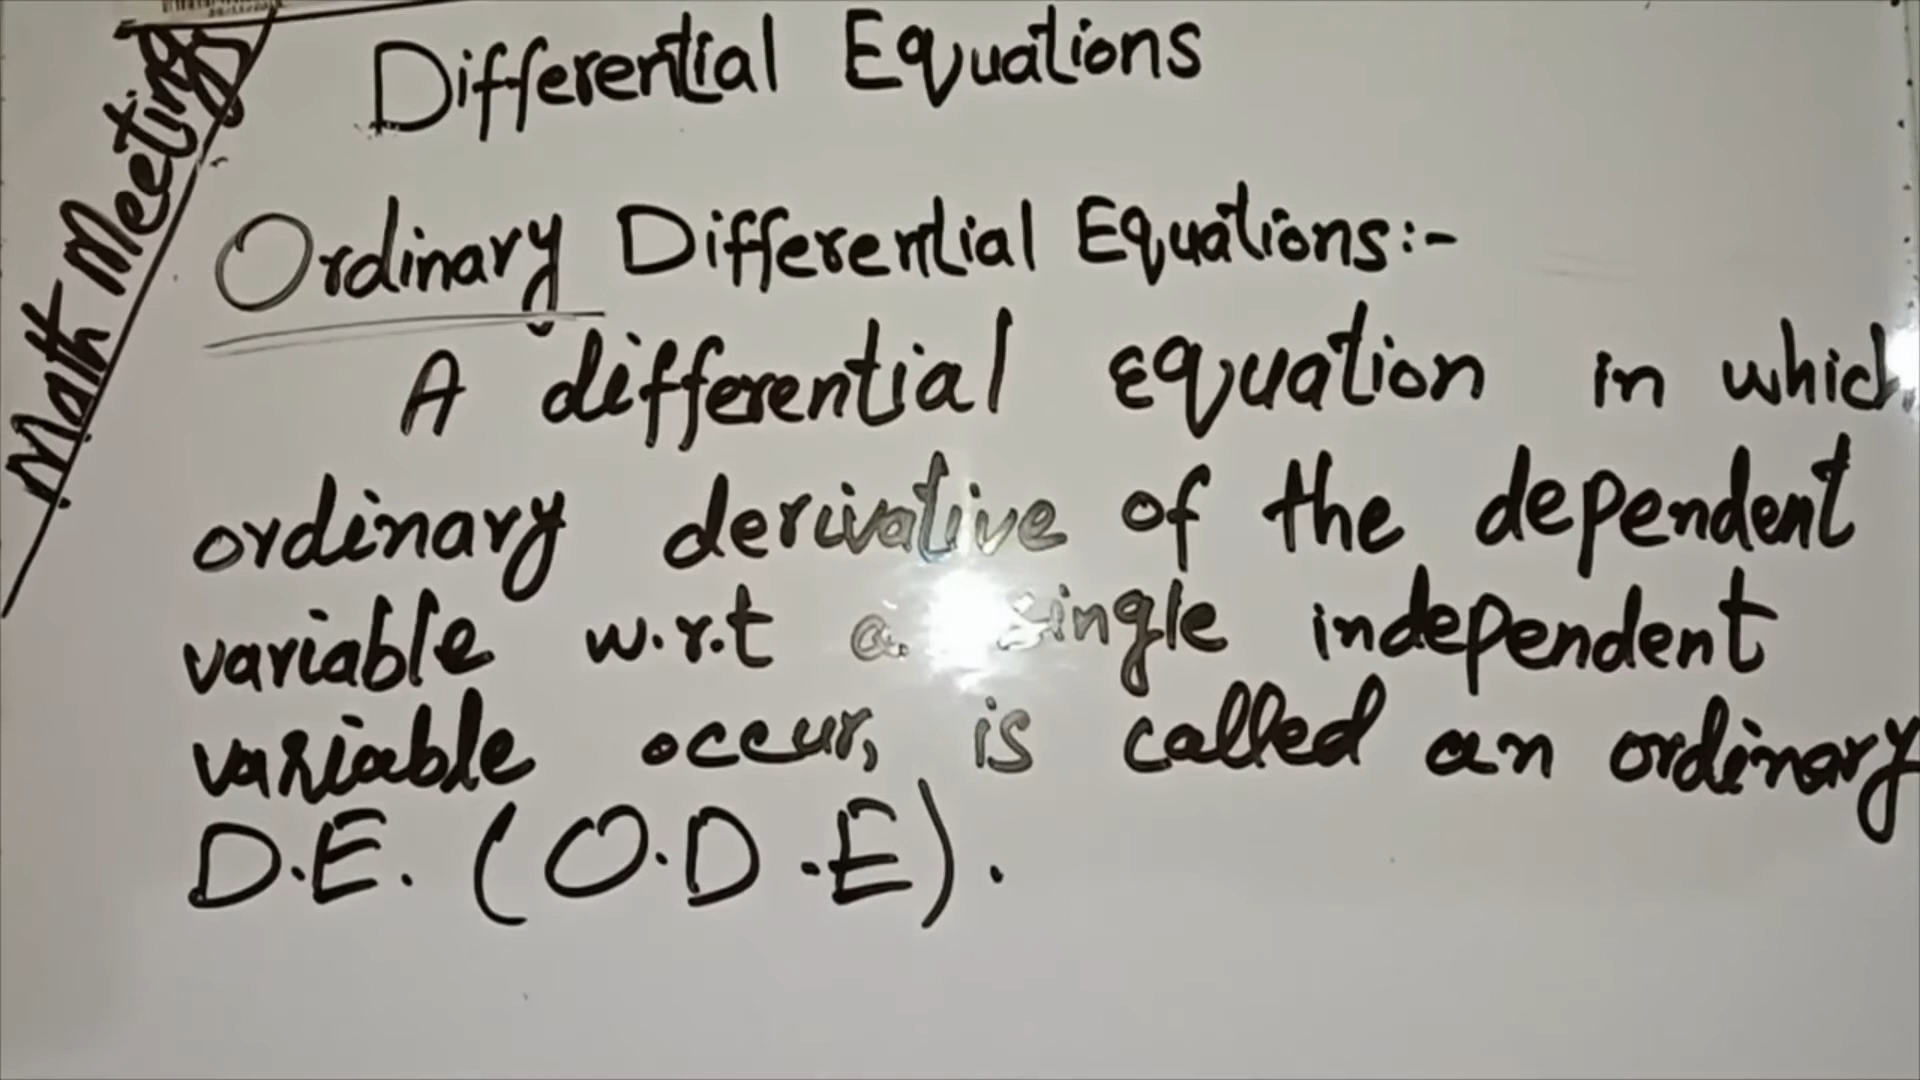 Math Meeting
Differential Equations
Ordinary Differential Equations:-
A differential equation in which
ordinary derivative of the dependent
variable w.r.t a single independent
variable occur, is called an ordinary
D.E. (O.D.E).